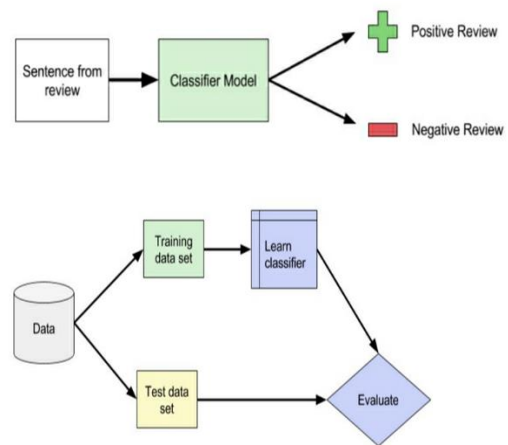 Sentence from
review
Classifier Model
Positive Review
Negative Review
Training
data set
Learn
classifier
Data
Test data
set
Evaluate